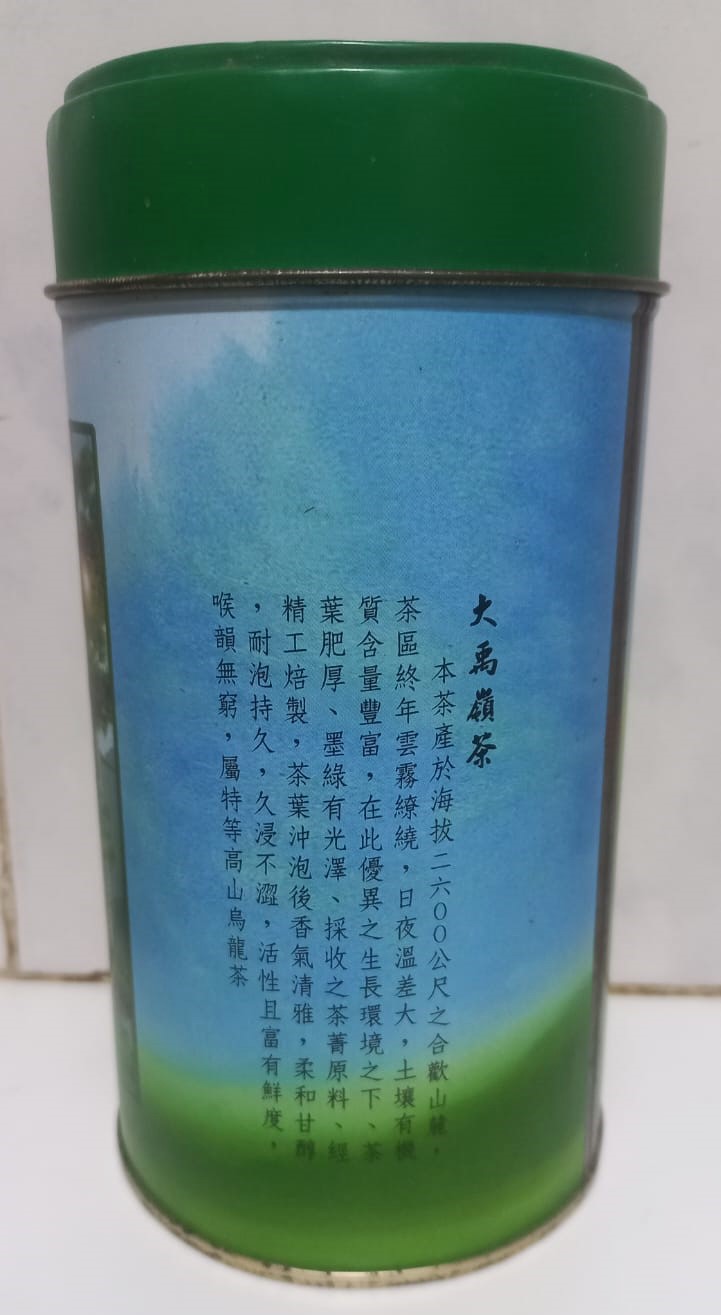 大禹嶺茶
本茶產於海拔二六００公尺之合歡山麓，
茶區終年雲霧繚繞，日夜溫差大，土壤有機
質含量豐富，在此優異之生長環境之下、茶
葉肥厚、墨綠有光澤、採收之茶菁原料、經
精工焙製，茶葉沖泡後香氣清雅，柔和甘醇
，耐泡持久，久浸不澀，活性且富有鮮度，
喉韻無窮，屬特等高山烏龍茶